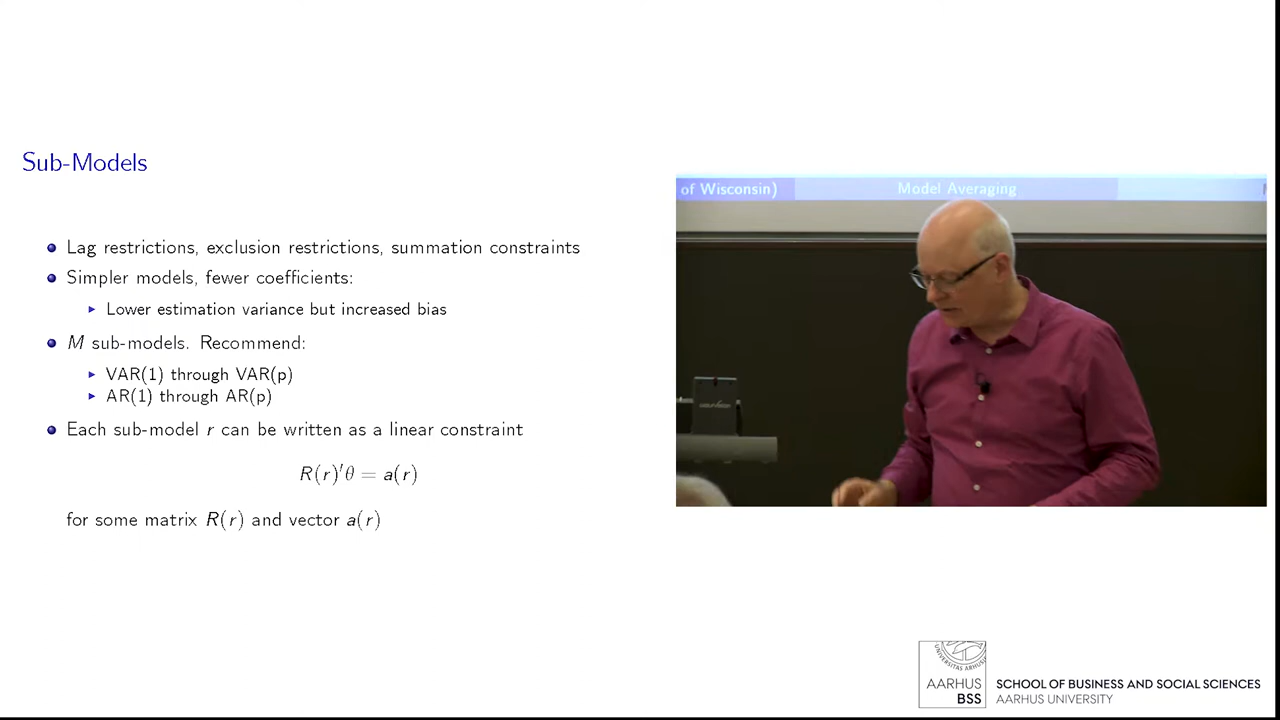 Sub-Models
Lag restrictions, exclusion restrictions, summation constraints
Simpler models, fewer coefficients:
Lower estimation variance but increased bias
M sub-models. Recommend:
VAR(1) through VAR(p)
AR(1) through AR(p)
Each sub-model r can be written as a linear constraint
R(r)′θ = a(r)
for some matrix R(r) and vector a(r)
of Wisconsin)
Model Averaging
AARHUS
BSS
SCHOOL OF BUSINESS AND SOCIAL SCIENCES
AARHUS UNIVERSITY